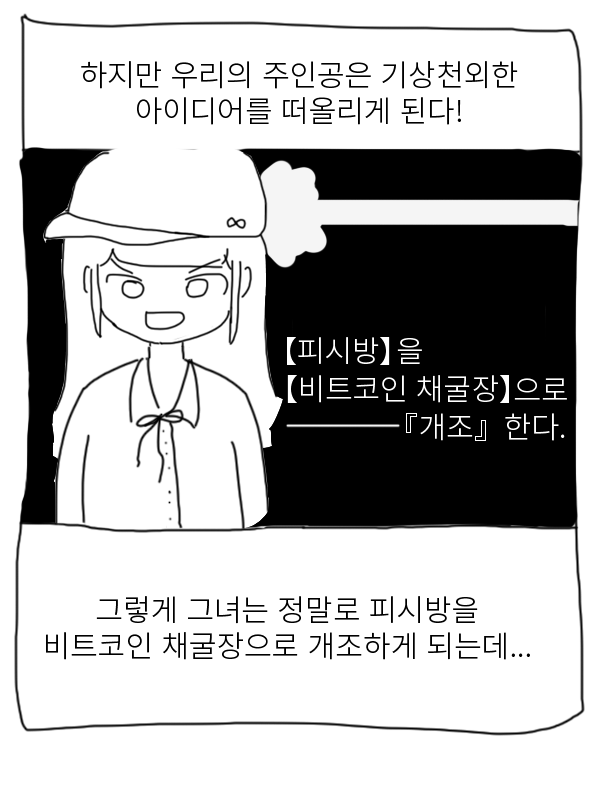 하지만 우리의 주인공은 기상천외한
아이디어를 떠올리게 된다!
【피시방】을
【비트코인 채굴장】으로
────『개조』 한다.
그렇게 그녀는 정말로 피시방을
비트코인 채굴장으로 개조하게 되는데...